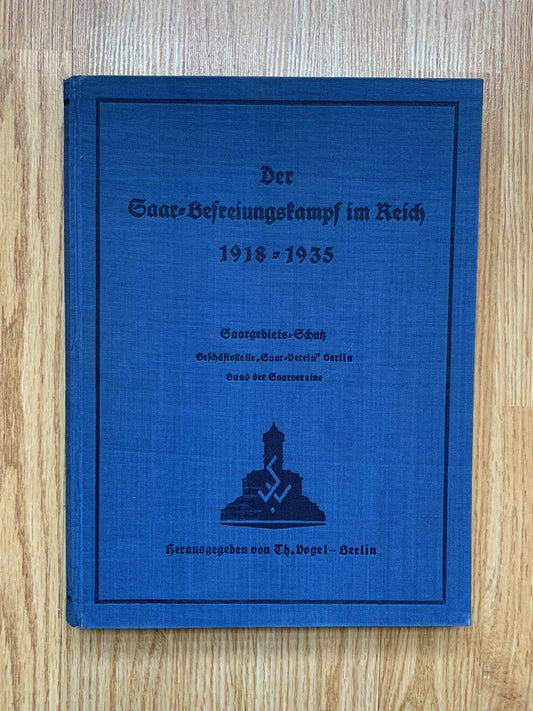 Der
Saar-Befreiungskampf im Reich
1918-1935
Saargebiets-Schutz
Geschäftsstelle „Saar-Verein" Berlin
Bund der Saarvereine
SV
Herausgegeben von Th. Vogel – Berlin